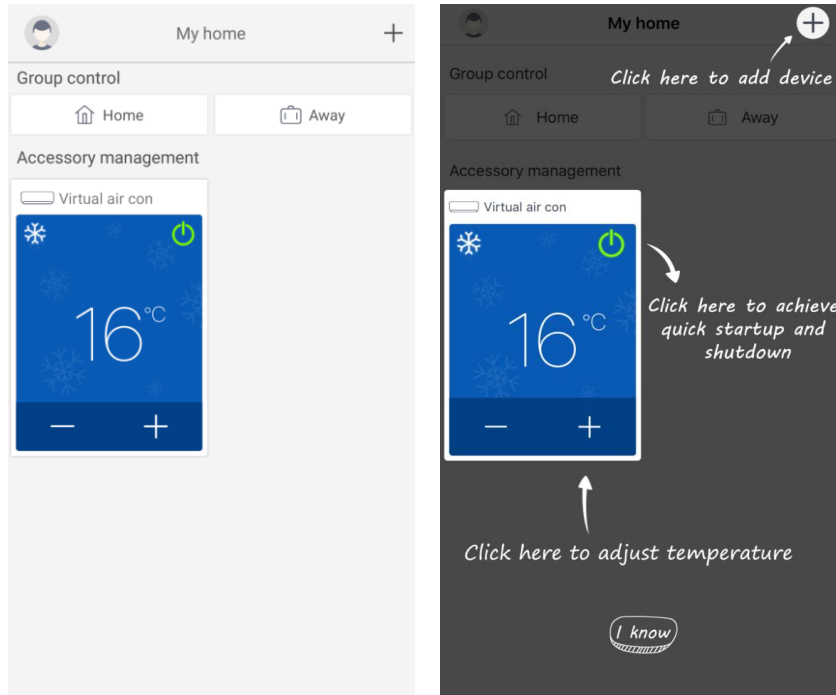 My home
Group control
Home Away
Accessory management
Virtual air con
16°C
My home
Click here to add device
Group control
Home Away
Accessory management
Virtual air con
16°C
Click here to achieve
quick startup and
shutdown
Click here to adjust temperature
I know